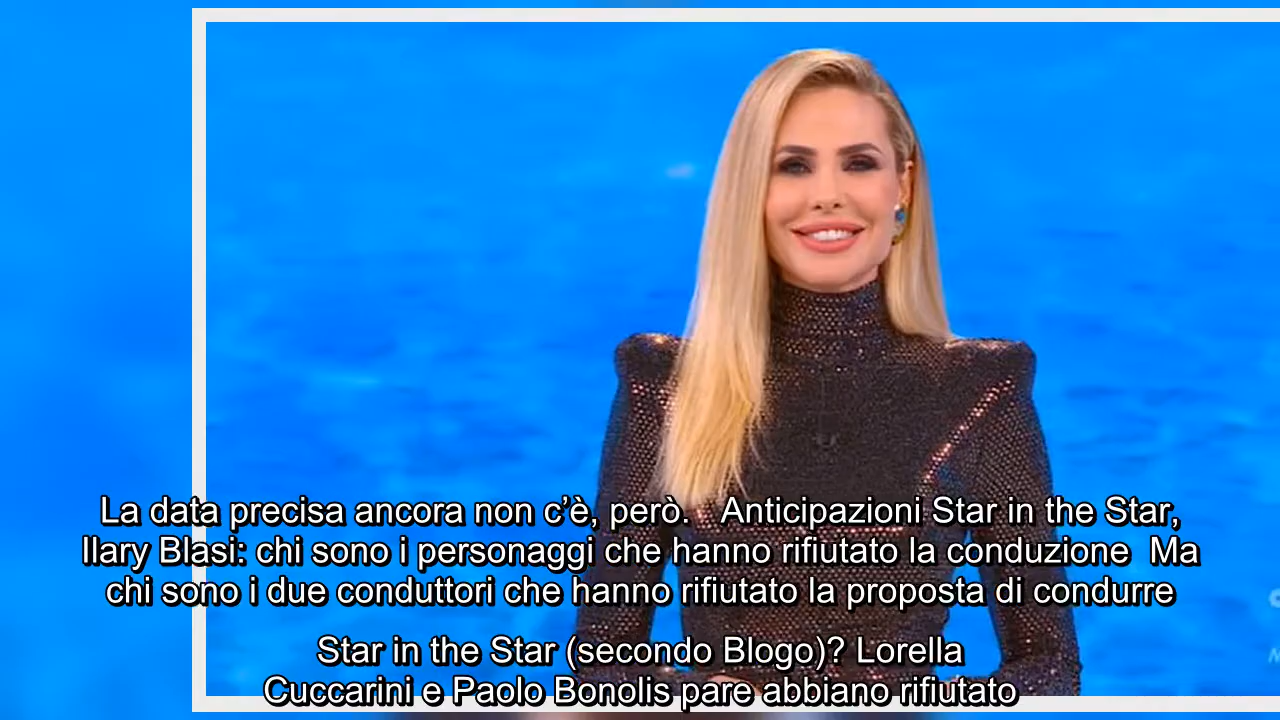 La data precisa ancora non c’è, però.   Anticipazioni Star in the Star,
Ilary Blasi: chi sono i personaggi che hanno rifiutato la conduzione  Ma
chi sono i due conduttori che hanno rifiutato la proposta di condurre
Star in the Star (secondo Blogo)? Lorella
Cuccarini e Paolo Bonolis pare abbiano rifiutato